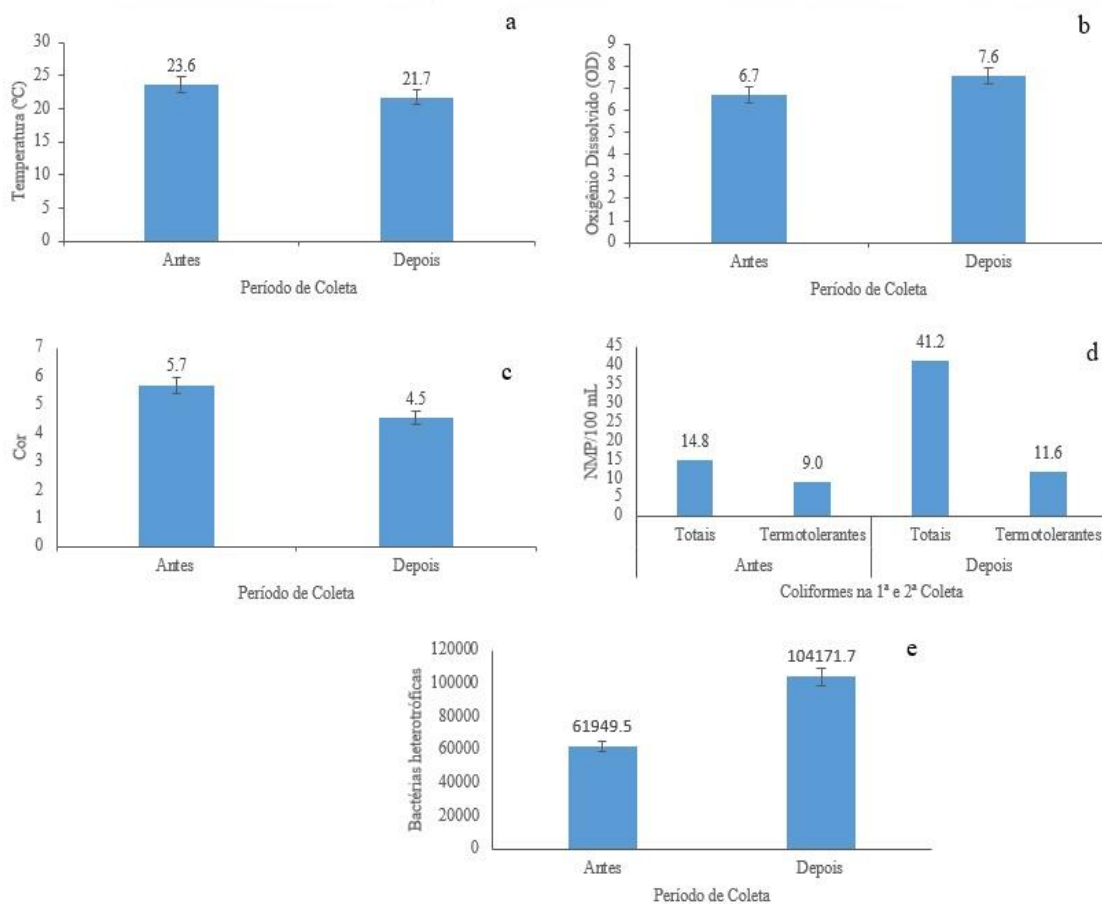 a
Temperatura (ºC)
30
25
20
15
10
5
0
23.6
21.7
Antes
Depois
Período de Coleta
b
Oxigênio Dissolvido (OD)
9
8
7
6
5
4
3
2
1
0
6.7
7.6
Antes
Depois
Período de Coleta
c
Cor
7
6
5
4
3
2
1
0
5.7
4.5
Antes
Depois
Período de Coleta
d
NMP/100 mL
45
40
35
30
25
20
15
10
5
0
14.8
9.0
41.2
11.6
Totais
Termotolerantes
Totais
Termotolerantes
Antes
Depois
Coliformes na 1ª e 2ª Coleta
e
Bactérias heterotróficas
120000
100000
80000
60000
40000
20000
0
61949.5
104171.7
Antes
Depois
Período de Coleta